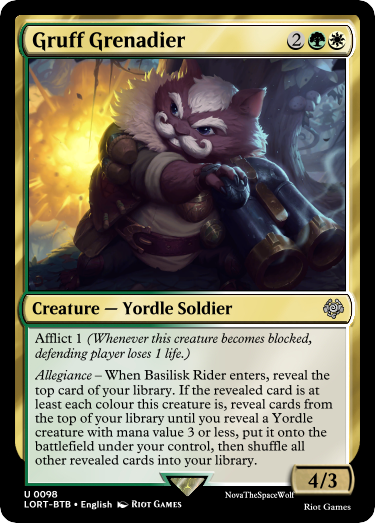 Gruff Grenadier 2
Creature — Yordle Soldier
Afflict 1 (Whenever this creature becomes blocked,
defending player loses 1 life.)
Allegiance – When Basilisk Rider enters, reveal the
top card of your library. If the revealed card is at
least each colour this creature is, reveal cards from
the top of your library until you reveal a Yordle
creature with mana value 3 or less, put it onto the
battlefield under your control, then shuffle all
other revealed cards into your library.
4/3
U 0098
LORT-BTB • English RIOT GAMES
NovaTheSpaceWolf
Riot Games